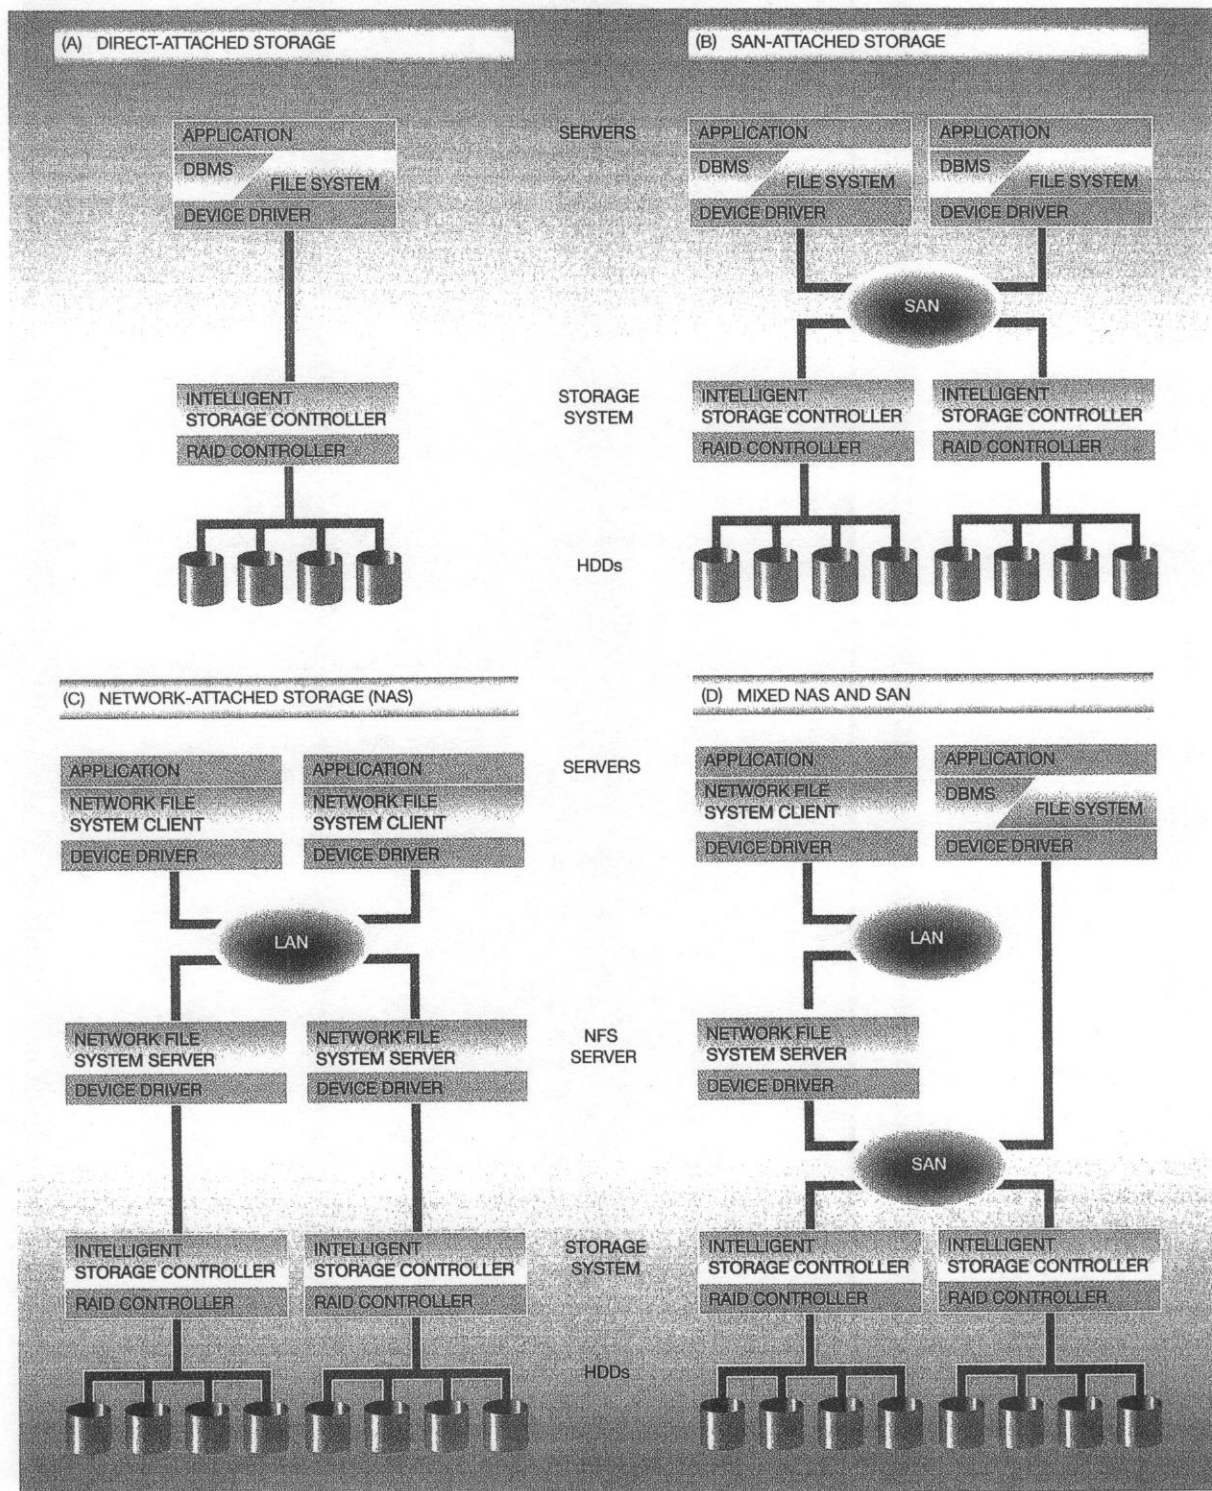 (A) DIRECT-ATTACHED STORAGE
APPLICATION
DBMS
FILE SYSTEM
DEVICE DRIVER
INTELLIGENT
STORAGE CONTROLLER
RAID CONTROLLER
SERVERS
STORAGE
SYSTEM
HDDs
(B) SAN-ATTACHED STORAGE
APPLICATION
DBMS
FILE SYSTEM
DEVICE DRIVER
APPLICATION
DBMS
FILE SYSTEM
DEVICE DRIVER
SAN
INTELLIGENT
STORAGE CONTROLLER
RAID CONTROLLER
INTELLIGENT
STORAGE CONTROLLER
RAID CONTROLLER
(C) NETWORK-ATTACHED STORAGE (NAS)
APPLICATION
NETWORK FILE
SYSTEM CLIENT
DEVICE DRIVER
APPLICATION
NETWORK FILE
SYSTEM CLIENT
DEVICE DRIVER
LAN
NETWORK FILE
SYSTEM SERVER
DEVICE DRIVER
NETWORK FILE
SYSTEM SERVER
DEVICE DRIVER
INTELLIGENT
STORAGE CONTROLLER
RAID CONTROLLER
INTELLIGENT
STORAGE CONTROLLER
RAID CONTROLLER
SERVERS
NFS
SERVER
STORAGE
SYSTEM
HDDs
(D) MIXED NAS AND SAN
APPLICATION
NETWORK FILE
SYSTEM CLIENT
DEVICE DRIVER
APPLICATION
DBMS
FILE SYSTEM
DEVICE DRIVER
LAN
NETWORK FILE
SYSTEM SERVER
DEVICE DRIVER
SAN
INTELLIGENT
STORAGE CONTROLLER
RAID CONTROLLER
INTELLIGENT
STORAGE CONTROLLER
RAID CONTROLLER